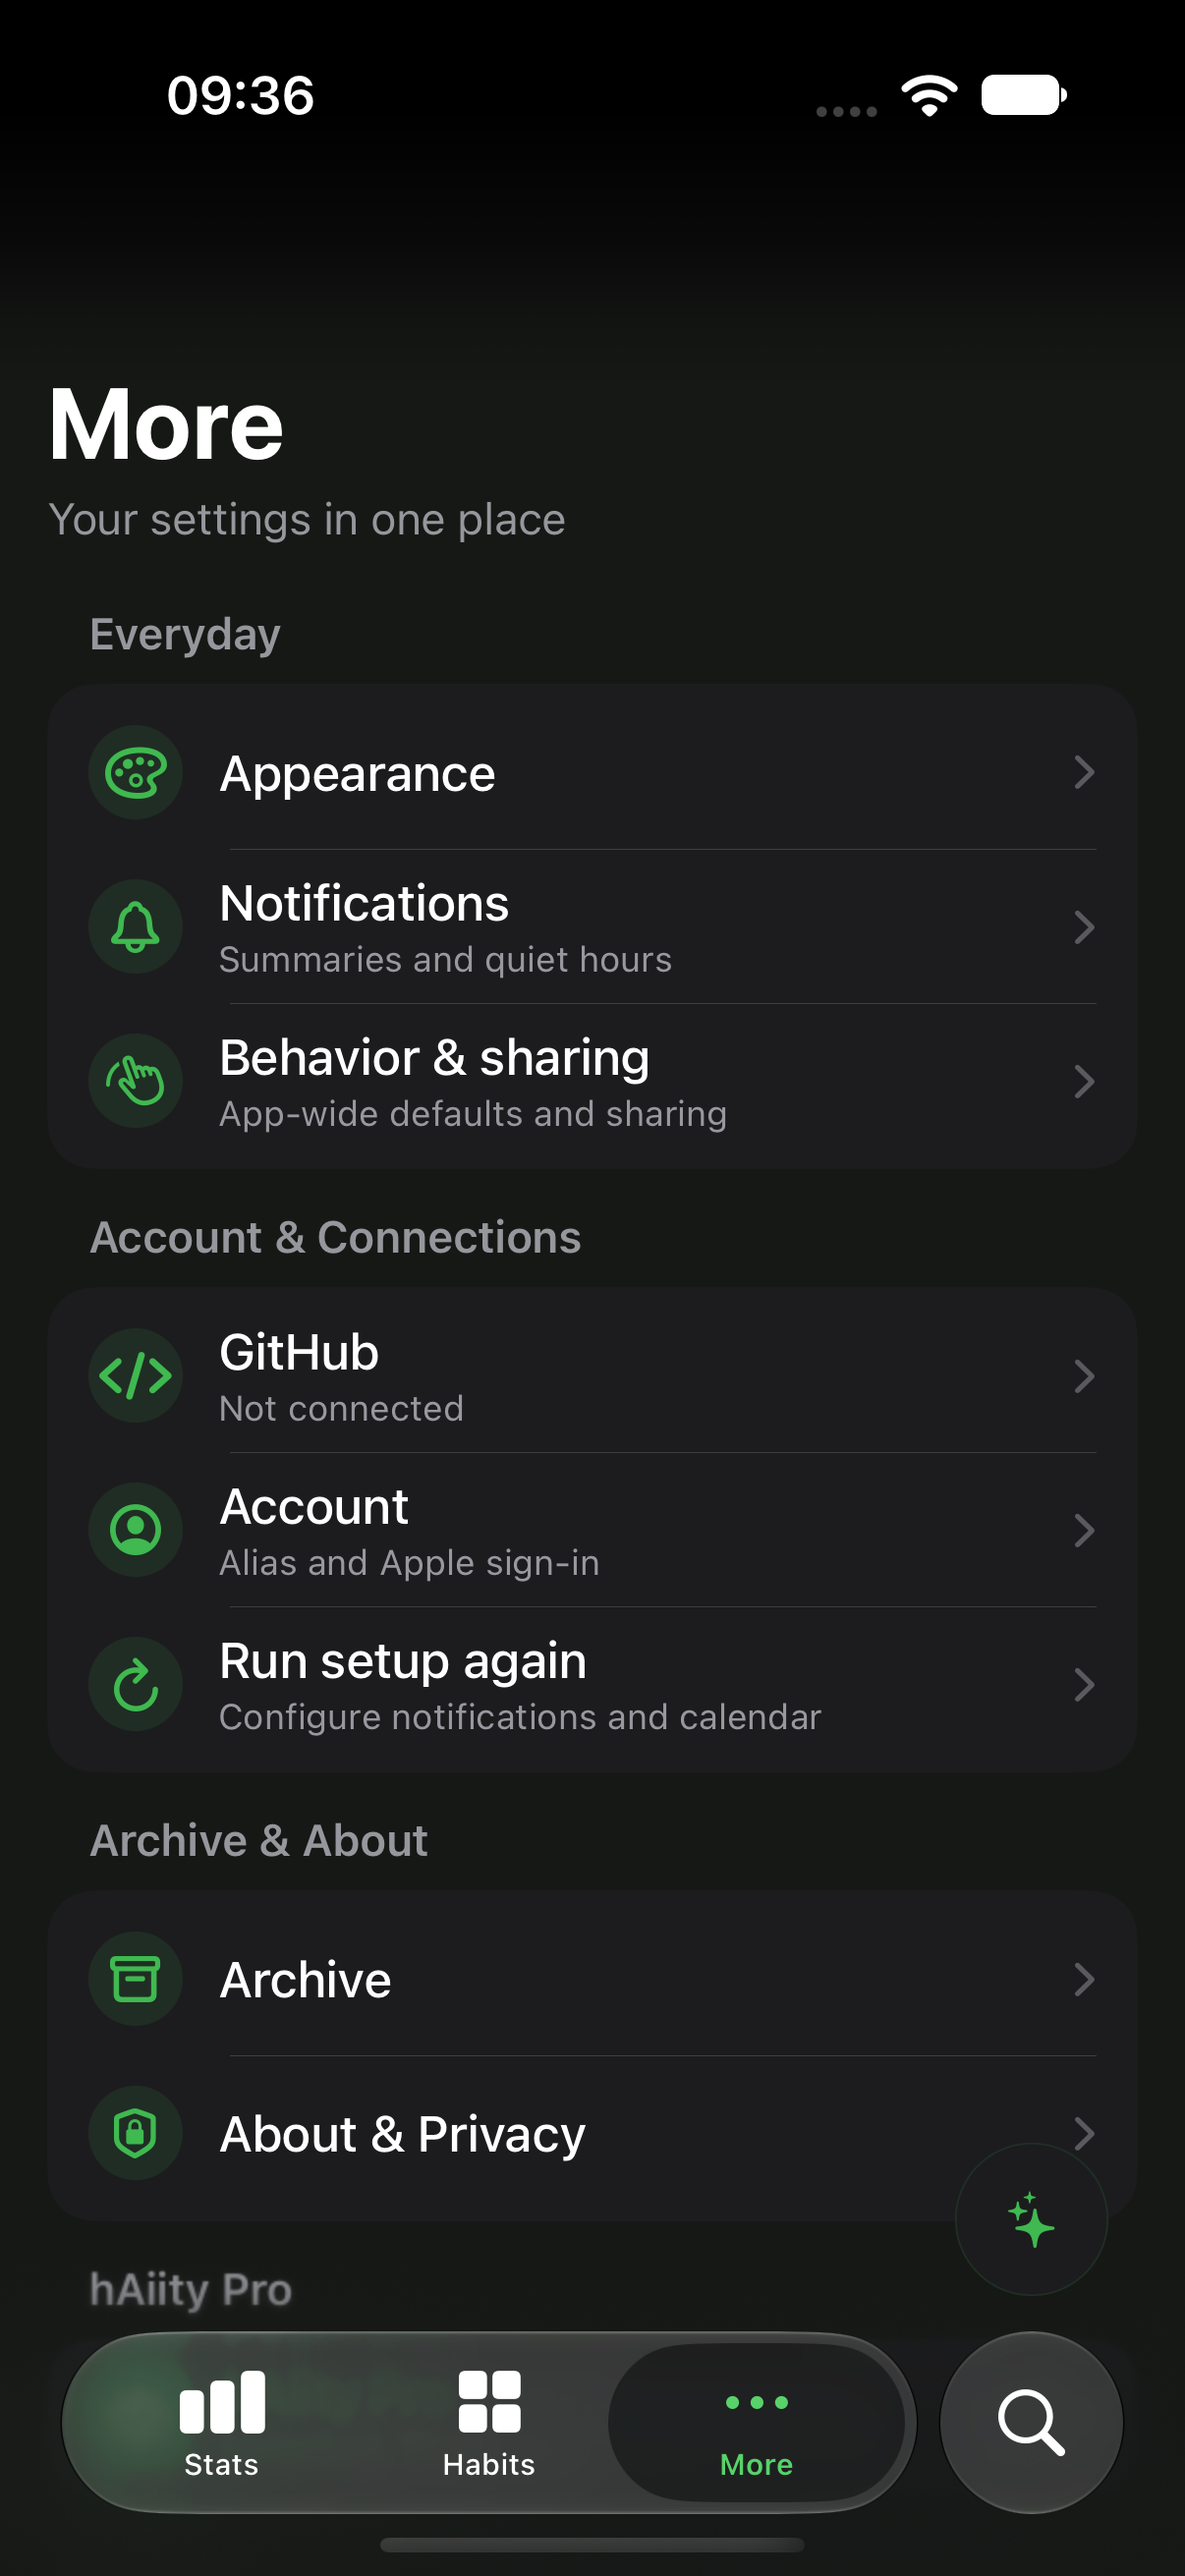 09:36
More
Your settings in one place
Everyday
Appearance
Notifications
Summaries and quiet hours
Behavior & sharing
App-wide defaults and sharing
Account & Connections
GitHub
Not connected
Account
Alias and Apple sign-in
Run setup again
Configure notifications and calendar
Archive & About
Archive
About & Privacy
hAiity Pro
Stats
Habits
More